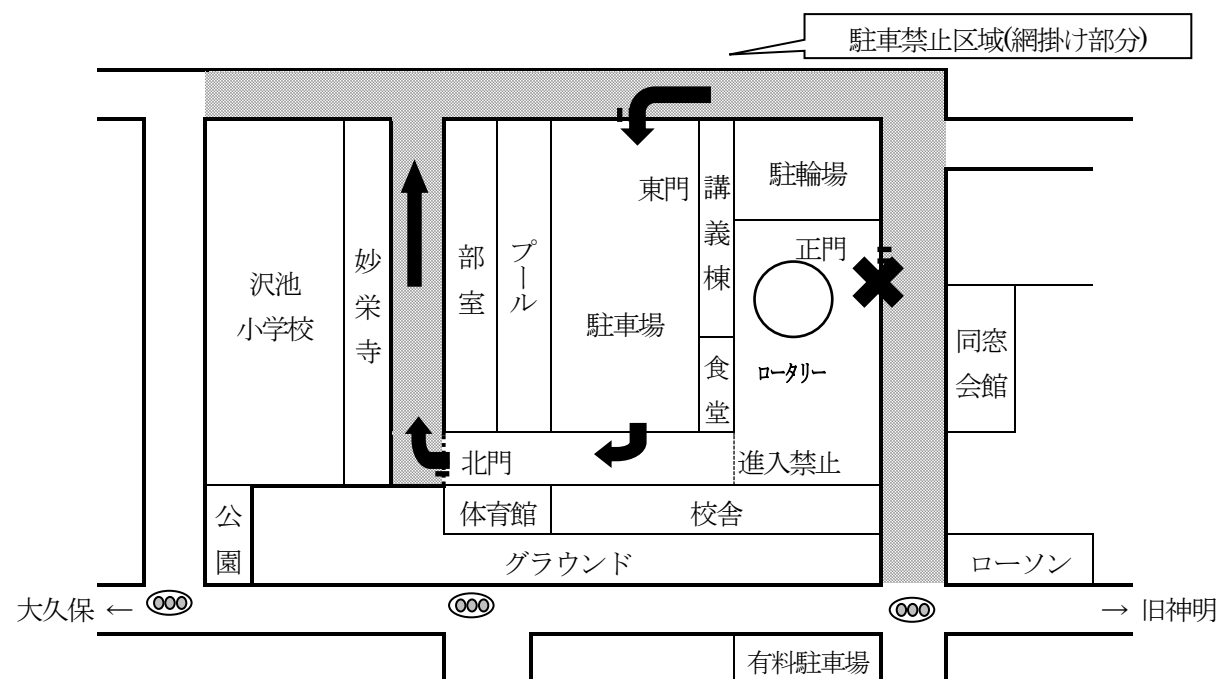 駐車禁止区域(網掛け部分)
東門
講義棟
駐輪場
正門
妙栄寺
部室
プール
沢池
小学校
駐車場
同窓
会館
食堂
ロータリー
北門
進入禁止
公園
体育館
校舎
グラウンド
ローソン
大久保 ←
→ 旧神明
有料駐車場